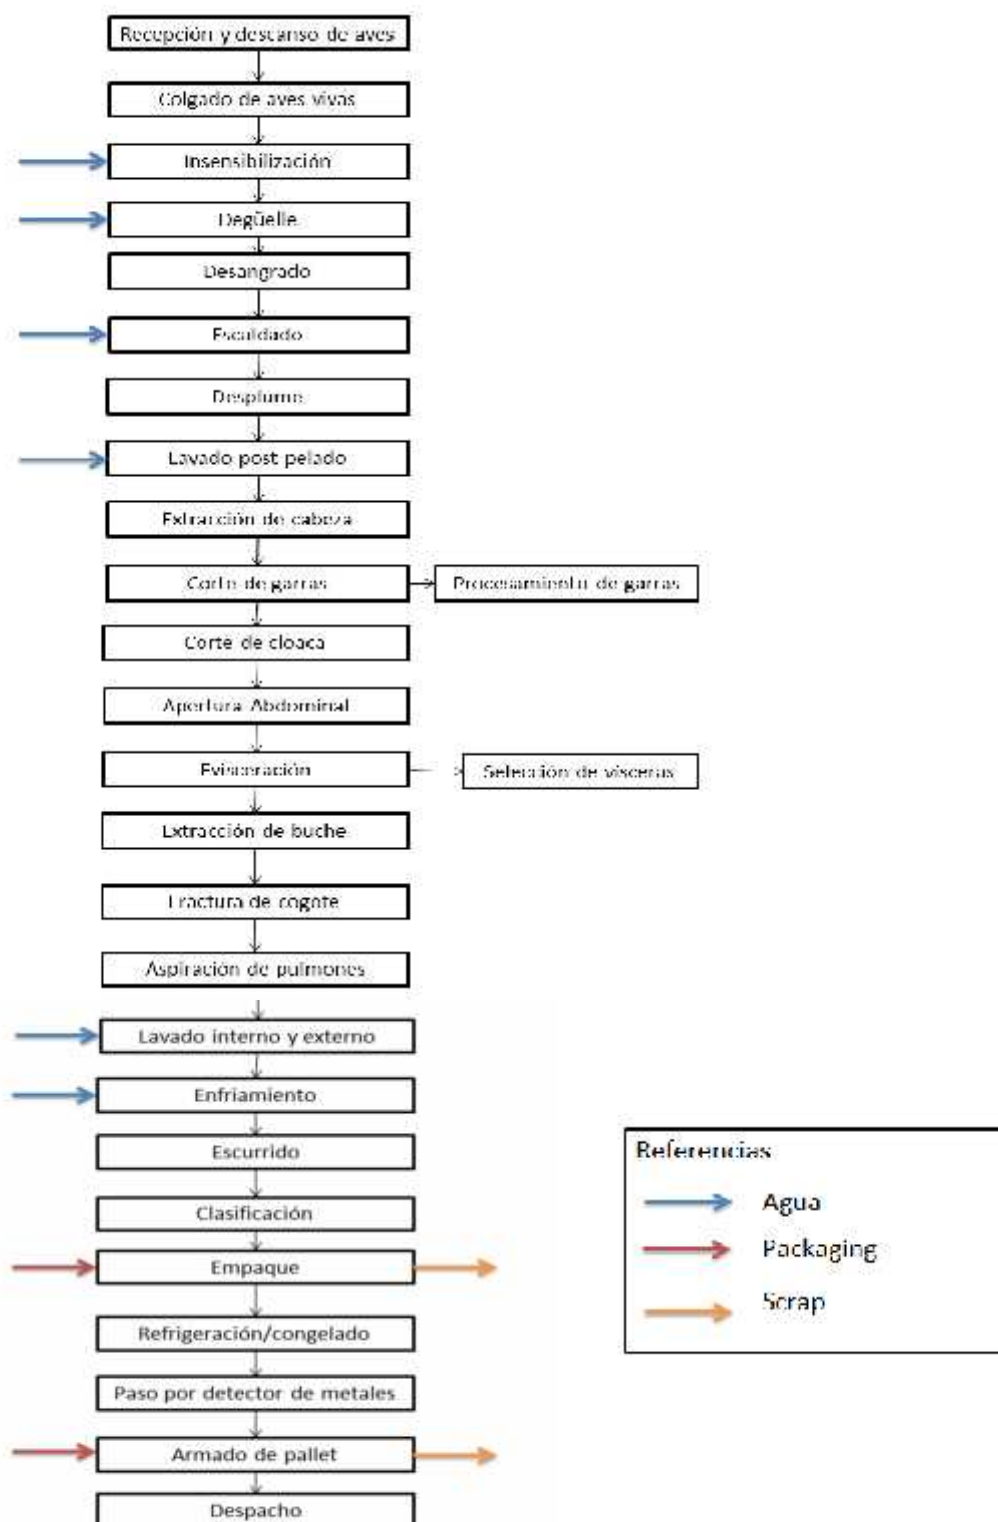 Recepción y descanso de aves
Colgado de aves vivas
Insensibilización
Degüelle
Desangrado
Escaldado
Desplume
Lavado post pelado
Extracción de cabeza
Corte de garras
Procesamiento de garras
Corte de cloaca
Apertura Abdominal
Evisceración
Selección de vísceras
Extracción de buche
Fractura de cogote
Aspiración de pulmones
Lavado interno y externo
Enfriamiento
Escurrido
Clasificación
Empaque
Refrigeración/congelado
Paso por detector de metales
Armado de pallet
Despacho
Referencias
Agua
Packaging
Scrap